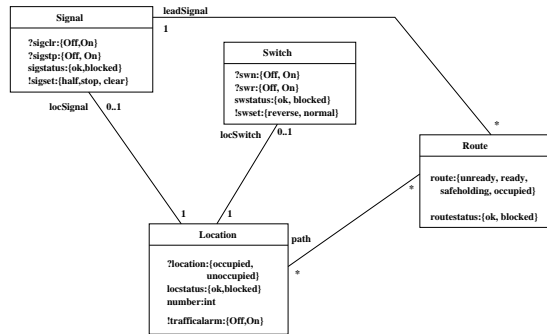 Signal
?sigclr:{Off,On}
?sigstp:{Off, On}
sigstatus:{ok,blocked}
!sigset:{half,stop, clear}
leadSignal
1
Switch
?swn:{Off, On}
?swr:{Off, On}
swstatus:{ok, blocked}
!swset:{reverse, normal}
locSignal
0..1
locSwitch
0..1
*
Route
route:{unready, ready,
safeholding, occupied}
routestatus:{ok, blocked}
*
1
1
Location
?location:{occupied,
unoccupied}
locstatus:{ok,blocked}
number:int
!trafficalarm:{Off,On}
path
*